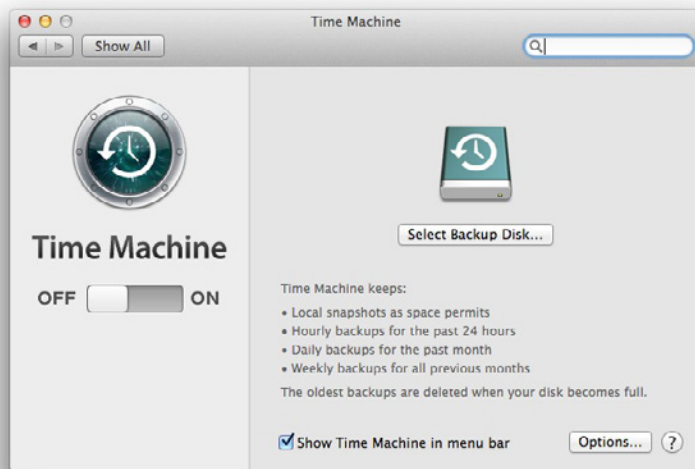 Time Machine
Show All
Time Machine
OFF ON
Select Backup Disk...
Time Machine keeps:
• Local snapshots as space permits
• Hourly backups for the past 24 hours
• Daily backups for the past month
• Weekly backups for all previous months
The oldest backups are deleted when your disk becomes full.
Show Time Machine in menu bar
Options... ?